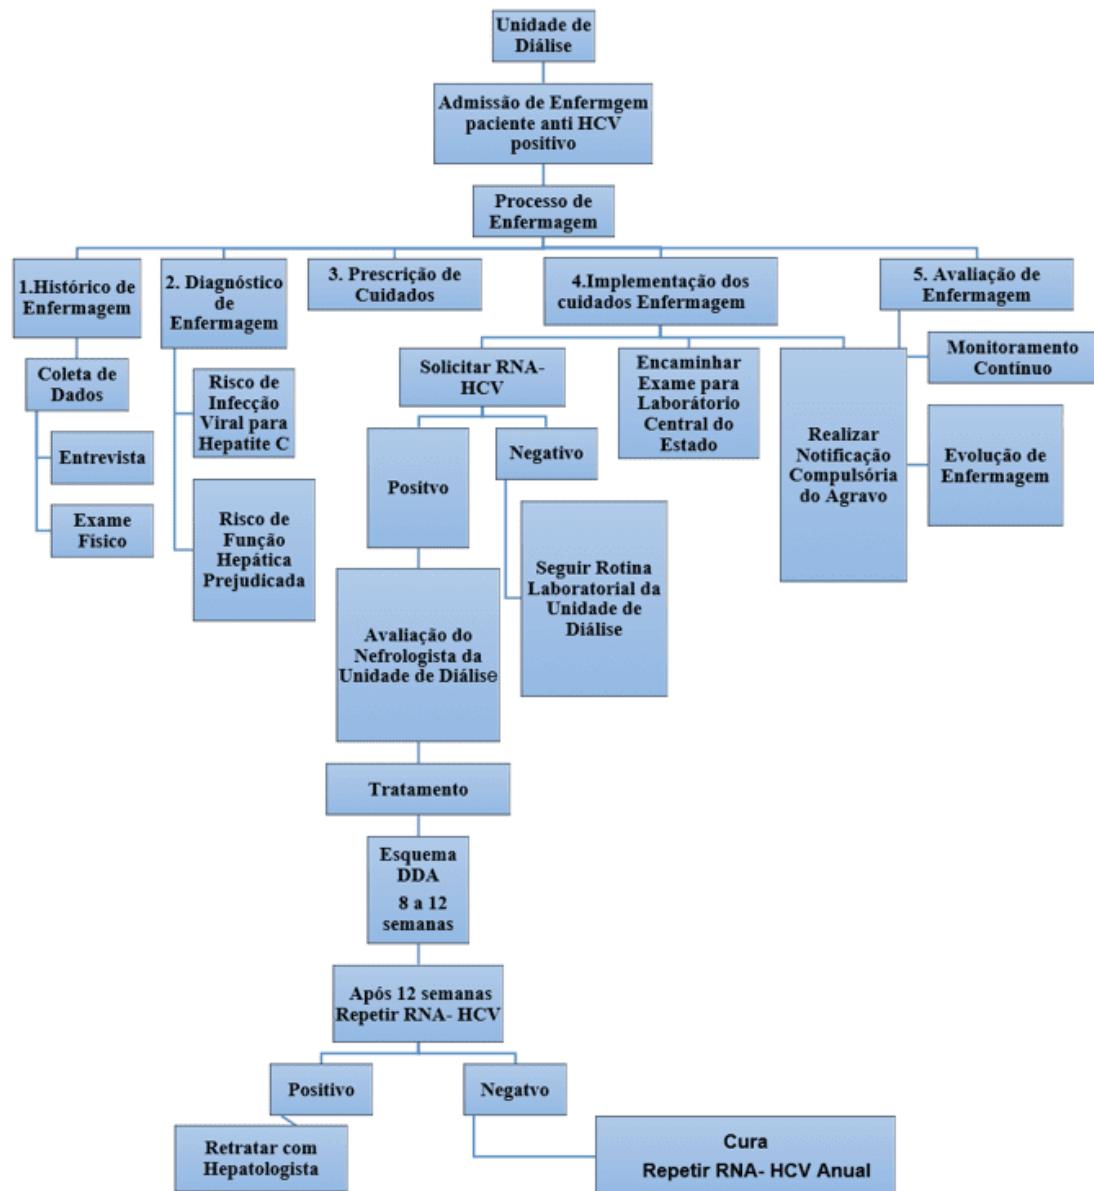 Unidade de
Diálise
Admissão de Enfermgem
paciente anti HCV
positivo
Processo de
Enfermagem
1.Histórico de
Enfermagem
2. Diagnóstico
de
Enfermagem
3. Prescrição de
Cuidados
4.Implementação dos
cuidados Enfermagem
5. Avaliação de
Enfermagem
Coleta de
Dados
Entrevista
Exame
Físico
Risco de
Infecção
Viral para
Hepatite C
Risco de
Função
Hepática
Prejudicada
Solicitar RNA-
HCV
Encaminhar
Exame para
Laborátorio
Central do
Estado
Realizar
Notificação
Compulsória
do Agravo
Monitoramento
Contínuo
Evolução de
Enfermagem
Positvo
Negativo
Seguir Rotina
Laboratorial da
Unidade de
Diálise
Avaliação do
Nefrologista da
Unidade de Diálise
Tratamento
Esquema
DDA
8 a 12
semanas
Após 12 semanas
Repetir RNA- HCV
Positivo
Negatvo
Retratar com
Hepatologista
Cura
Repetir RNA- HCV Anual